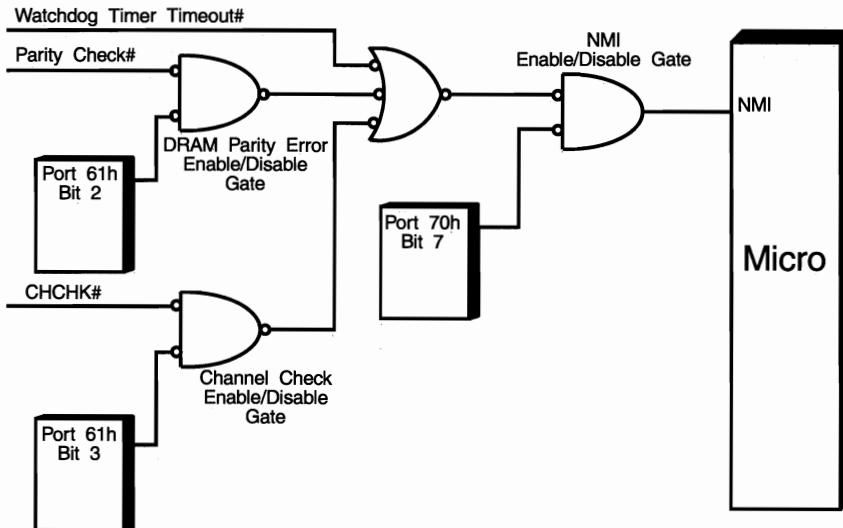 Watchdog Timer Timeout#
Parity Check#
NMI
Enable/Disable Gate
NMI
DRAM Parity Error
Enable/Disable
Gate
Port 61h
Bit 2
Port 70h
Bit 7
Micro
CHCHK#
Channel Check
Enable/Disable
Gate
Port 61h
Bit 3